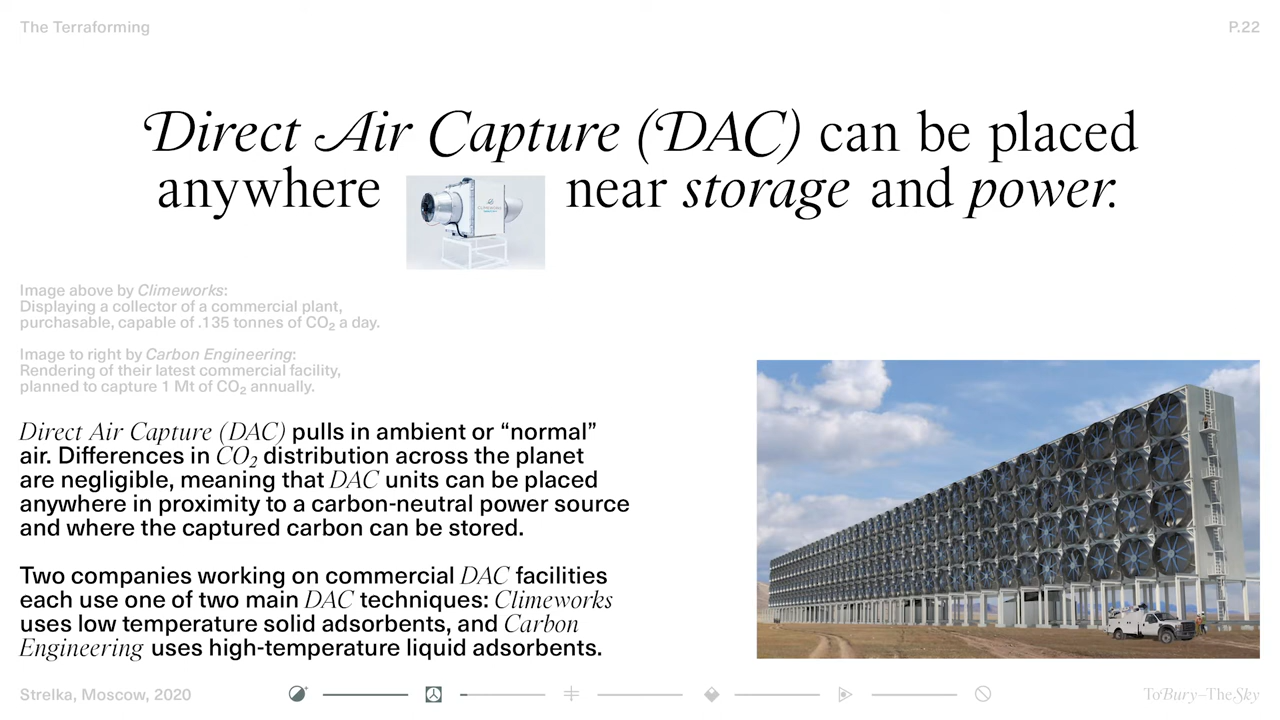 The Terraforming
P.22
Direct Air Capture (DAC) can be placed
anywhere near storage and power.
CLIMEWORKS
Image above by Climeworks:
Displaying a collector of a commercial plant,
purchasable, capable of .135 tonnes of CO₂ a day.
Image to right by Carbon Engineering:
Rendering of their latest commercial facility,
planned to capture 1 Mt of CO₂ annually.
Direct Air Capture (DAC) pulls in ambient or “normal”
air. Differences in CO₂ distribution across the planet
are negligible, meaning that DAC units can be placed
anywhere in proximity to a carbon-neutral power source
and where the captured carbon can be stored.
Two companies working on commercial DAC facilities
each use one of two main DAC techniques: Climeworks
uses low temperature solid adsorbents, and Carbon
Engineering uses high-temperature liquid adsorbents.
Strelka, Moscow, 2020
ToBury–TheSky